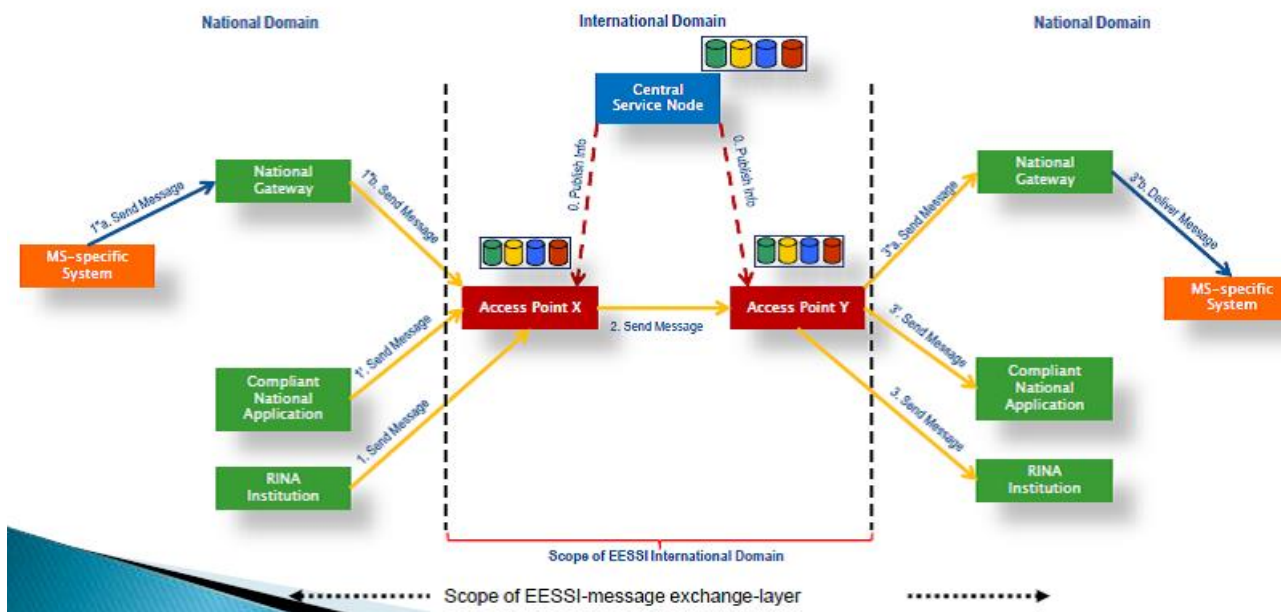 National Domain
International Domain
National Domain
Central
Service Node
0. Publish Info
0. Publish Info
National
Gateway
National
Gateway
1"a. Send Message
1"b. Send Message
3"a. Send Message
3"b. Deliver Message
MS-specific
System
MS-specific
System
Access Point X
2. Send Message
Access Point Y
1'. Send Message
3'. Send Message
Compliant
National
Application
Compliant
National
Application
1. Send Message
3. Send Message
RINA
Institution
RINA
Institution
Scope of EESSI International Domain
Scope of EESSI-message exchange-layer